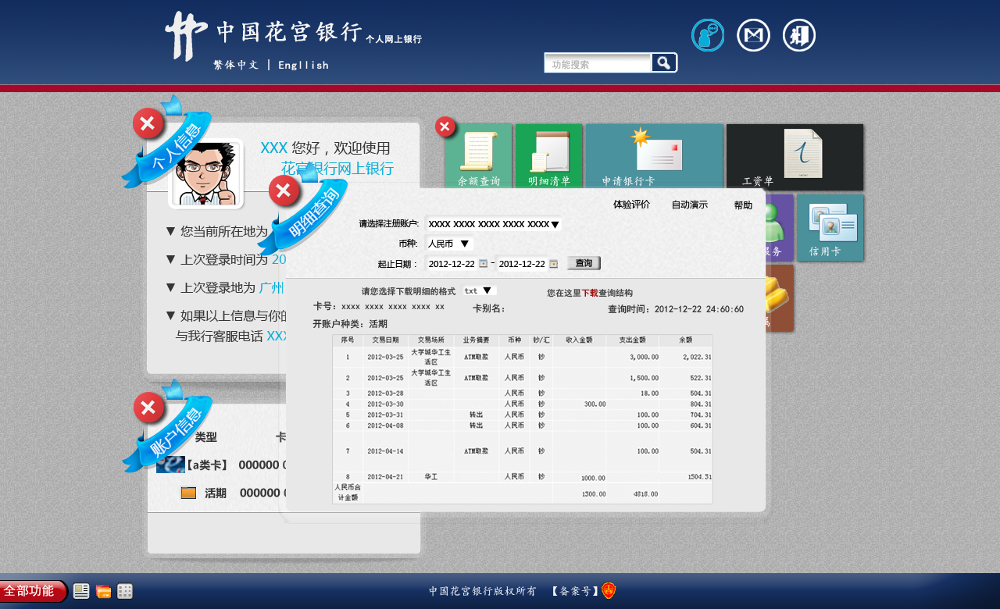 中国花宫银行 个人网上银行
繁体中文 | Engllish
功能搜索
个人信息
XXX 您好，欢迎使用
花宫银行网上银行
▼ 您当前所在地为
▼ 上次登录时间为 20
▼ 上次登录地为 广州
▼ 如果以上信息与你的
与我行客服电话 XXX
余额查询 明细清单 申请银行卡 工资单
服务 信用卡
明细查询
体验评价 自动演示 帮助
请选择注册账户: XXXX XXXX XXXX XXXX XXXX ▼
币种: 人民币 ▼
起止日期： 2012-12-22 - 2012-12-22 查询
请您选择下载明细的格式 txt ▼ 您在这里下载查询结构
卡号：xxxx xxxx xxxx xxxx xx 卡别名： 查询时间：2012-12-22 24:60:60
开账户种类：活期
序号 交易日期 交易场所 业务摘要 币种 钞/汇 收入金额 支出金额 余额
1 2012-03-25 大学城华工生活区 ATM取款 人民币 钞 3,000.00 2,022.31
2 2012-03-25 大学城华工生活区 ATM取款 人民币 钞 1,500.00 522.31
3 2012-03-28 人民币 钞 18.00 504.31
4 2012-03-30 人民币 钞 300.00 804.31
5 2012-03-31 转出 人民币 钞 100.00 704.31
6 2012-04-08 转出 人民币 钞 100.00 604.31
7 2012-04-14 ATM取款 人民币 钞 100.00 504.31
8 2012-04-21 华工 人民币 钞 1000.00 1504.31
人民币合计金额 1300.00 4818.00
账户信息
类型 卡
【a类卡】 000000 0
活期 000000 0
全部功能
中国花宫银行版权所有 【备案号】